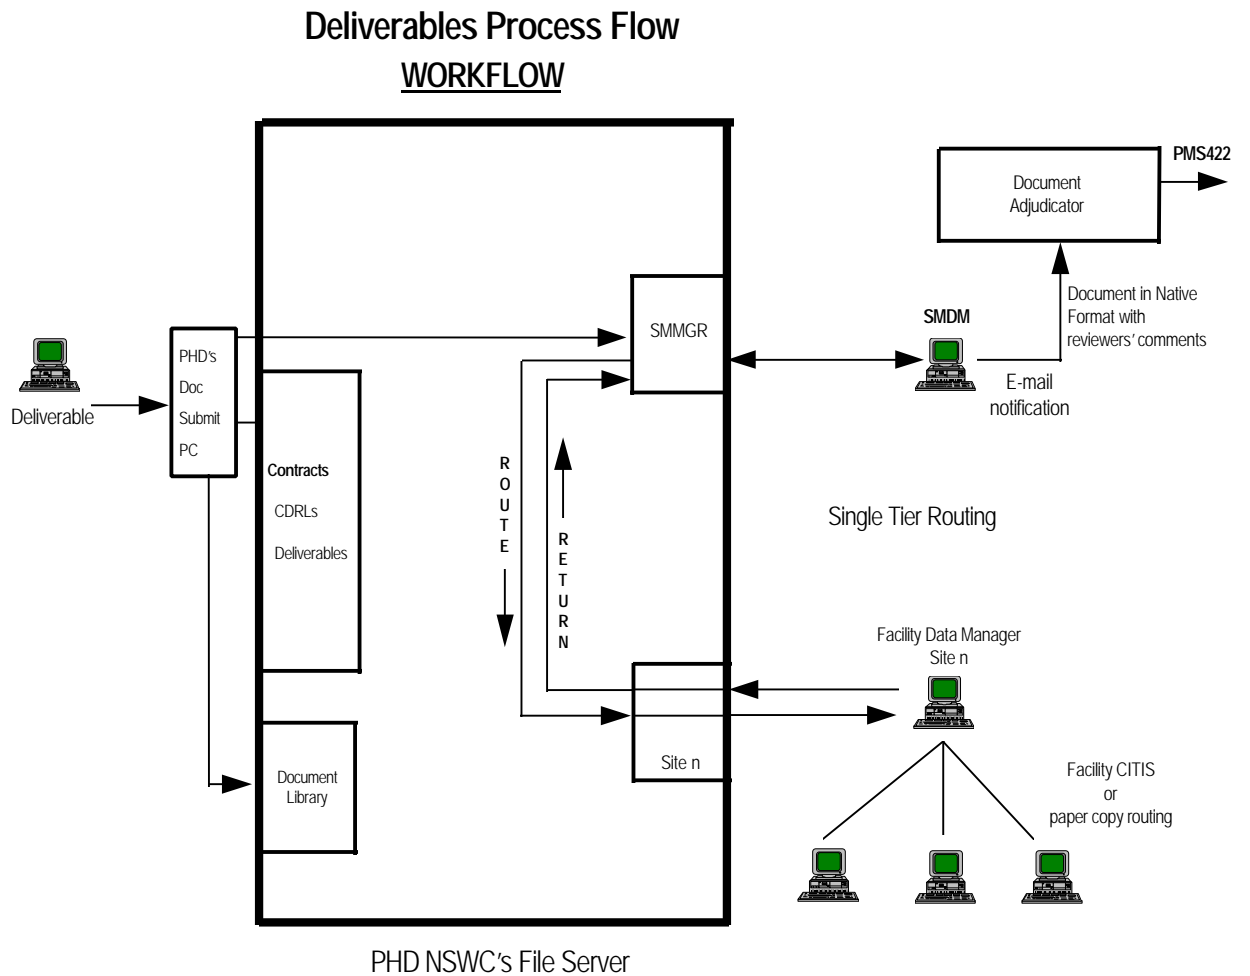 Deliverables Process Flow
WORKFLOW
PMS422
Document
Adjudicator
Document in Native
Format with
reviewers' comments
SMDM
E-mail
notification
SMMGR
PHD's
Doc
Submit
PC
Deliverable
Contracts
CDRLs
Deliverables
ROUTE
RETURN
Single Tier Routing
Facility Data Manager
Site n
Site n
Document
Library
Facility CITIS
or
paper copy routing
PHD NSWC's File Server